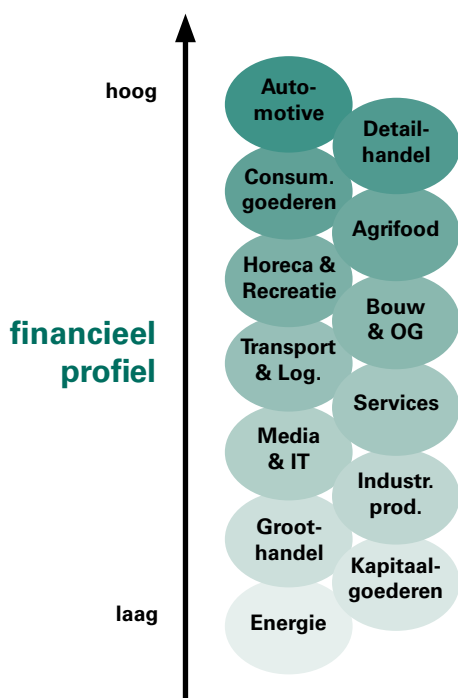 hoog
financieel
profiel
laag
Auto-
motive
Detail-
handel
Consum.
goederen
Agrifood
Horeca &
Recreatie
Bouw
& OG
Transport
& Log.
Services
Media
& IT
Industr.
prod.
Groot-
handel
Kapitaal-
goederen
Energie